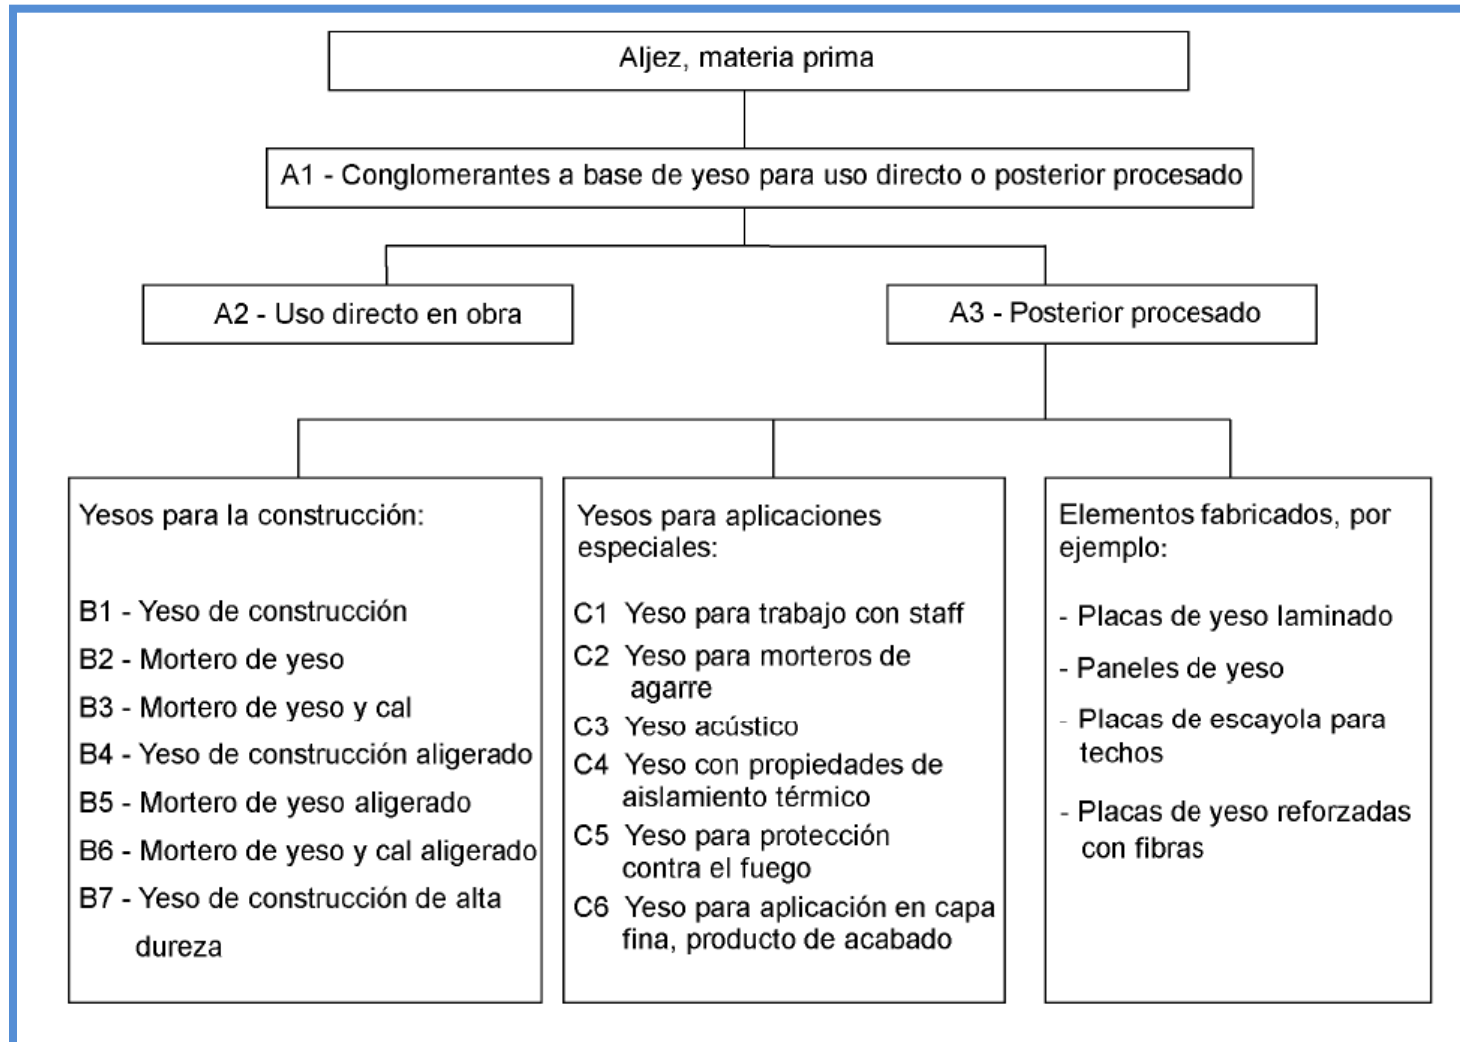 Aljez, materia prima
A1 - Conglomerantes a base de yeso para uso directo o posterior procesado
A2 - Uso directo en obra
A3 - Posterior procesado
Yesos para la construcción:
B1 - Yeso de construcción
B2 - Mortero de yeso
B3 - Mortero de yeso y cal
B4 - Yeso de construcción aligerado
B5 - Mortero de yeso aligerado
B6 - Mortero de yeso y cal aligerado
B7 - Yeso de construcción de alta
dureza
Yesos para aplicaciones
especiales:
C1 Yeso para trabajo con staff
C2 Yeso para morteros de
agarre
C3 Yeso acústico
C4 Yeso con propiedades de
aislamiento térmico
C5 Yeso para protección
contra el fuego
C6 Yeso para aplicación en capa
fina, producto de acabado
Elementos fabricados, por
ejemplo:
- Placas de yeso laminado
- Paneles de yeso
- Placas de escayola para
techos
- Placas de yeso reforzadas
con fibras